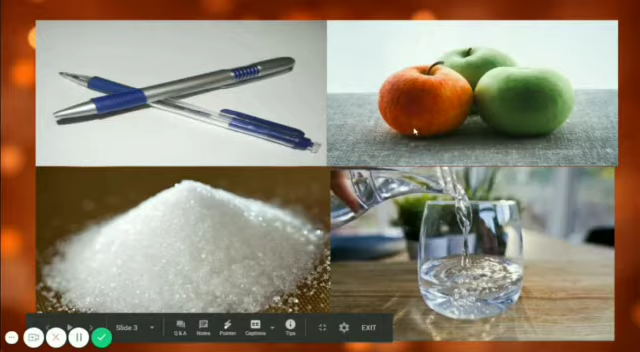 Slide 3
Q & A
Notes
Pointer
Captions
Tips
EXIT